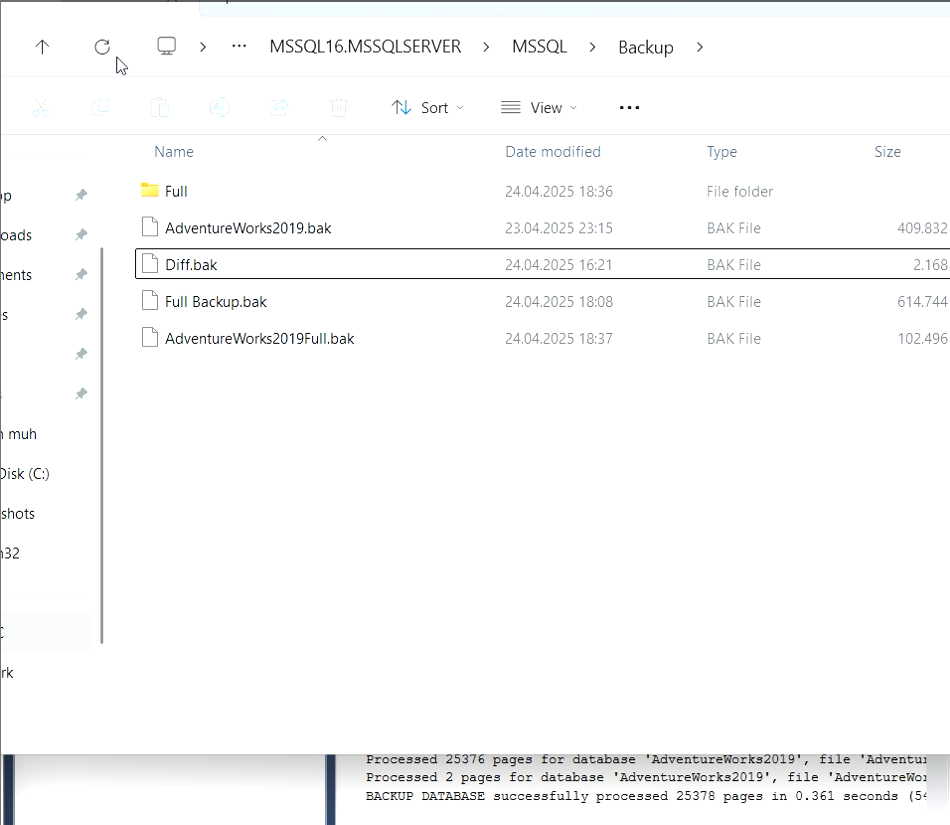 MSSQL16.MSSQLSERVER > MSSQL > Backup >
Sort View
Name Date modified Type Size
Full 24.04.2025 18:36 File folder
AdventureWorks2019.bak 23.04.2025 23:15 BAK File 409.832
Diff.bak 24.04.2025 16:21 BAK File 2.168
Full Backup.bak 24.04.2025 18:08 BAK File 614.744
AdventureWorks2019Full.bak 24.04.2025 18:37 BAK File 102.496
op
oads
ments
es
n muh
Disk (C:)
shots
m32
C
rk
Processed 25376 pages for database 'AdventureWorks2019', file 'Adventu
Processed 2 pages for database 'AdventureWorks2019', file 'AdventureWo
BACKUP DATABASE successfully processed 25378 pages in 0.361 seconds (54